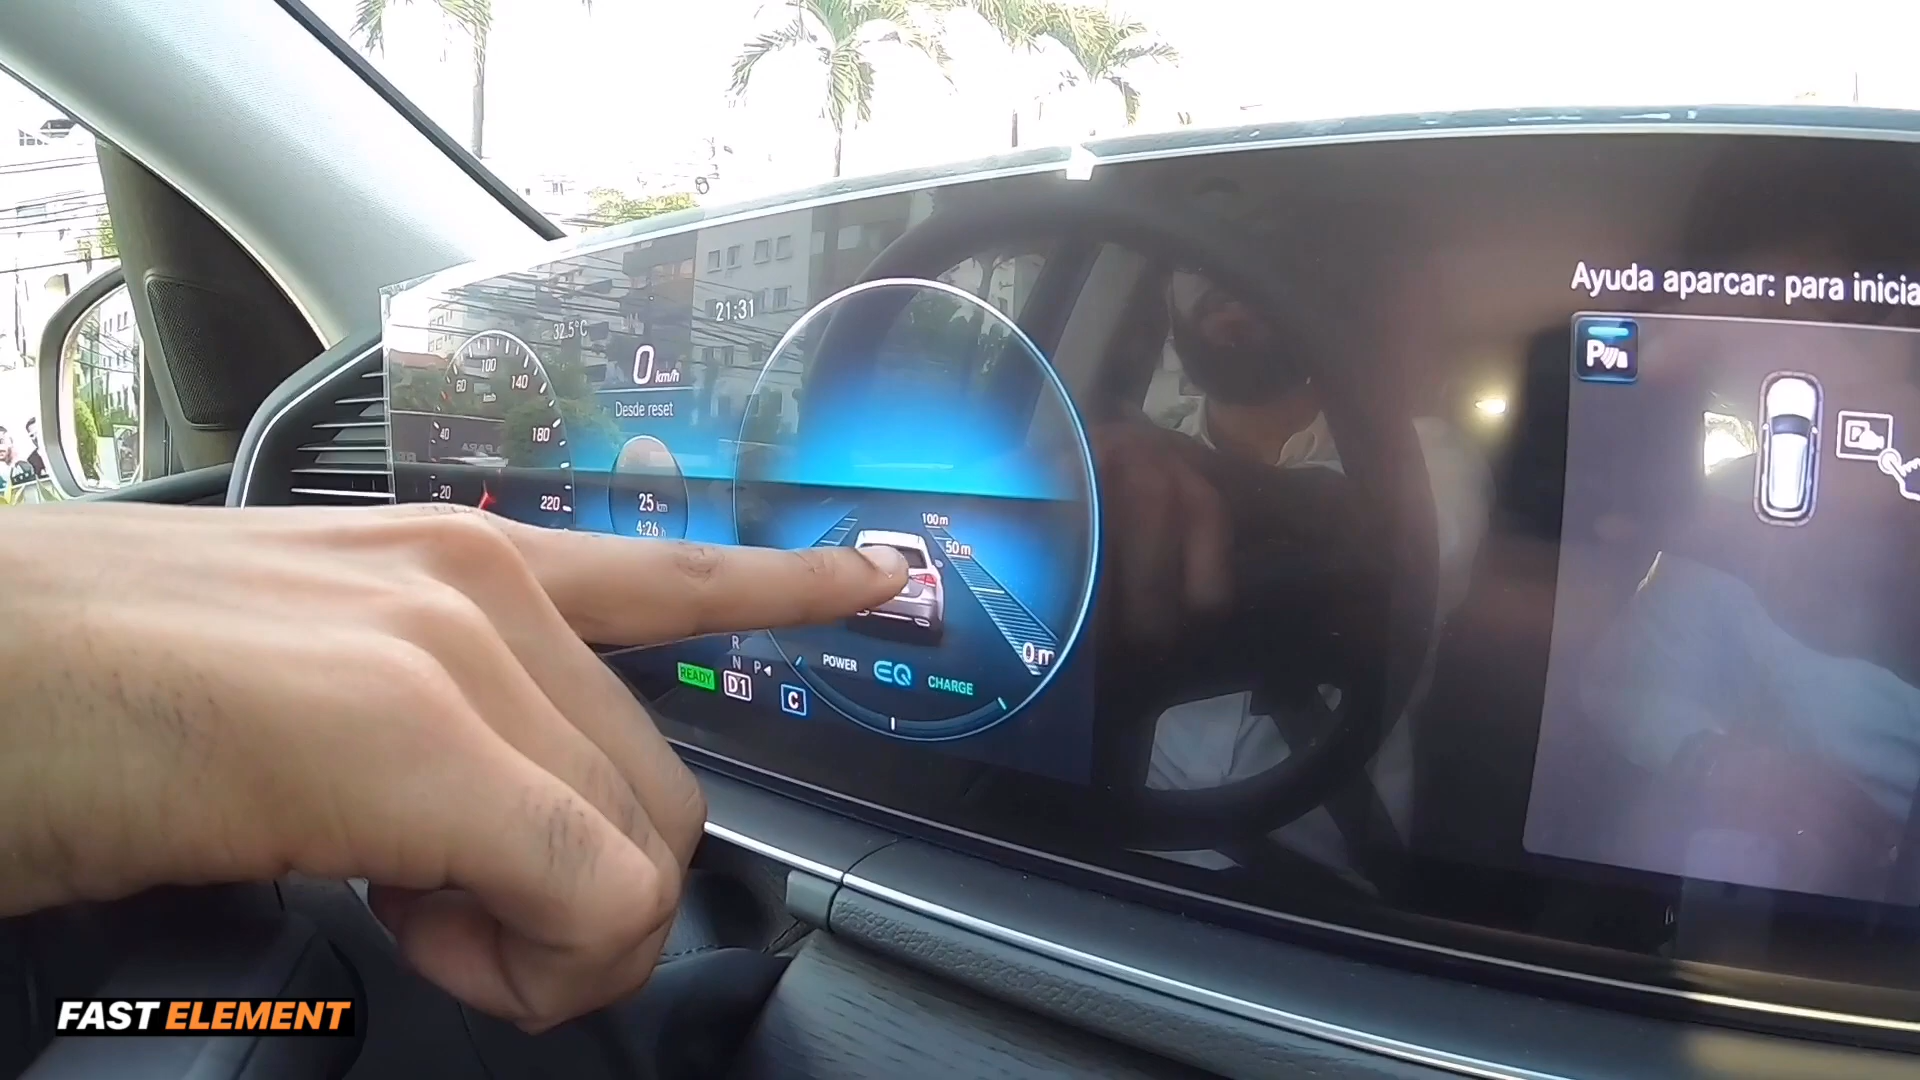 21:31
32.5°C
0 km/h
Desde reset
20
40
60
100
140
180
220
km/h
25 km
4:26 h
100 m
50 m
0 m
R
N P◄
READY D1 C
POWER EQ CHARGE
Ayuda aparcar: para inicia
P
FAST ELEMENT